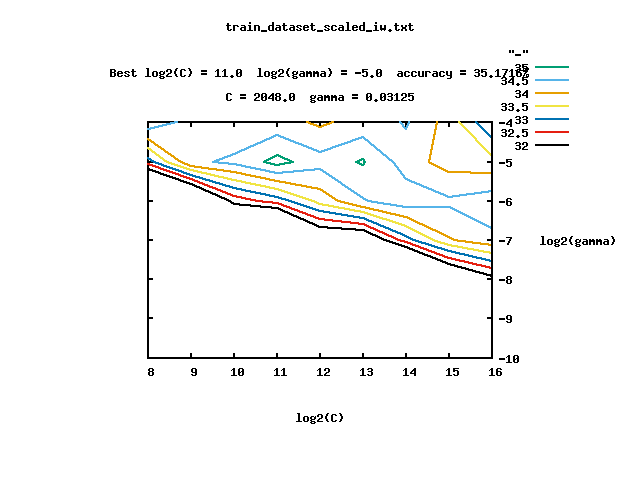 train_dataset_scaled_iw.txt
"-"
Best log2(C) = 11.0 log2(gamma) = -5.0 accuracy = 35.1716%
35
34.5
C = 2048.0 gamma = 0.03125
34
33.5
33
32.5
32
-4
-5
-6
-7
log2(gamma)
-8
-9
-10
8 9 10 11 12 13 14 15 16
log2(C)